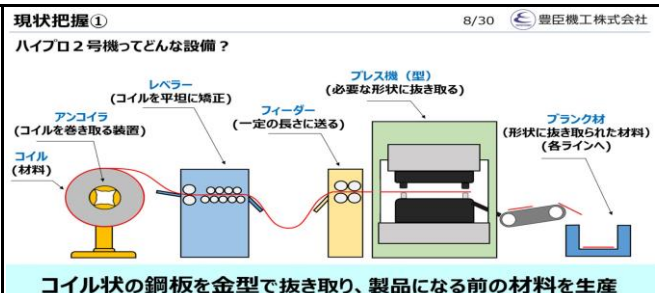 現状把握①
8/30
豊臣機工株式会社
ハイプロ２号機ってどんな設備？
プレス機（型）
(必要な形状に抜き取る)
レベラー
(コイルを平坦に矯正)
フィーダー
(一定の長さに送る)
アンコイラ
(コイルを巻き取る装置)
ブランク材
(形状に抜き取られた材料)
(各ラインへ)
コイル
(材料)
コイル状の鋼板を金型で抜き取り、製品になる前の材料を生産